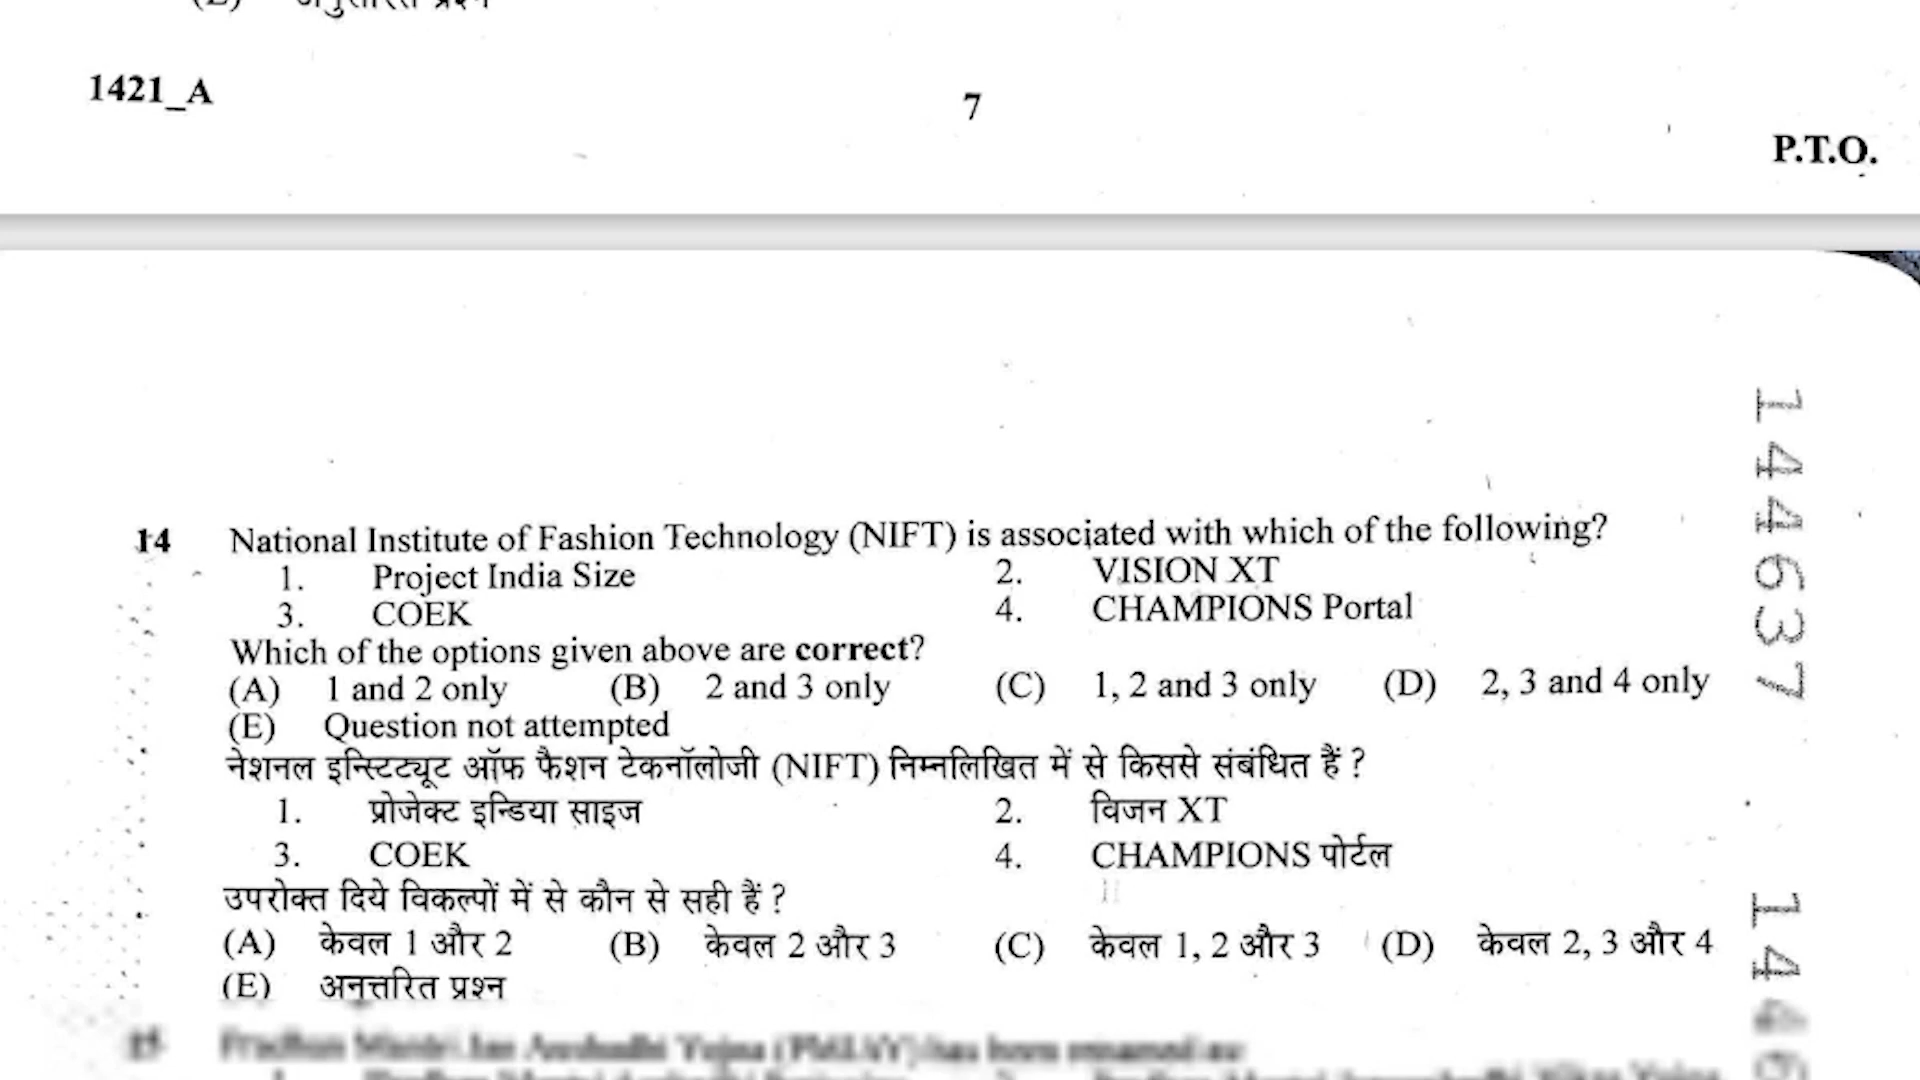 1421_A
7
P.T.O.
14 National Institute of Fashion Technology (NIFT) is associated with which of the following?
1. Project India Size 2. VISION XT
3. COEK 4. CHAMPIONS Portal
Which of the options given above are correct?
(A) 1 and 2 only (B) 2 and 3 only (C) 1, 2 and 3 only (D) 2, 3 and 4 only
(E) Question not attempted
नेशनल इन्स्टिट्यूट ऑफ फैशन टेकनॉलोजी (NIFT) निम्नलिखित में से किससे संबंधित हैं ?
1. प्रोजेक्ट इन्डिया साइज 2. विजन XT
3. COEK 4. CHAMPIONS पोर्टल
उपरोक्त दिये विकल्पों में से कौन से सही हैं ?
(A) केवल 1 और 2 (B) केवल 2 और 3 (C) केवल 1, 2 और 3 (D) केवल 2, 3 और 4
(E) अनुत्तरित प्रश्न
144637